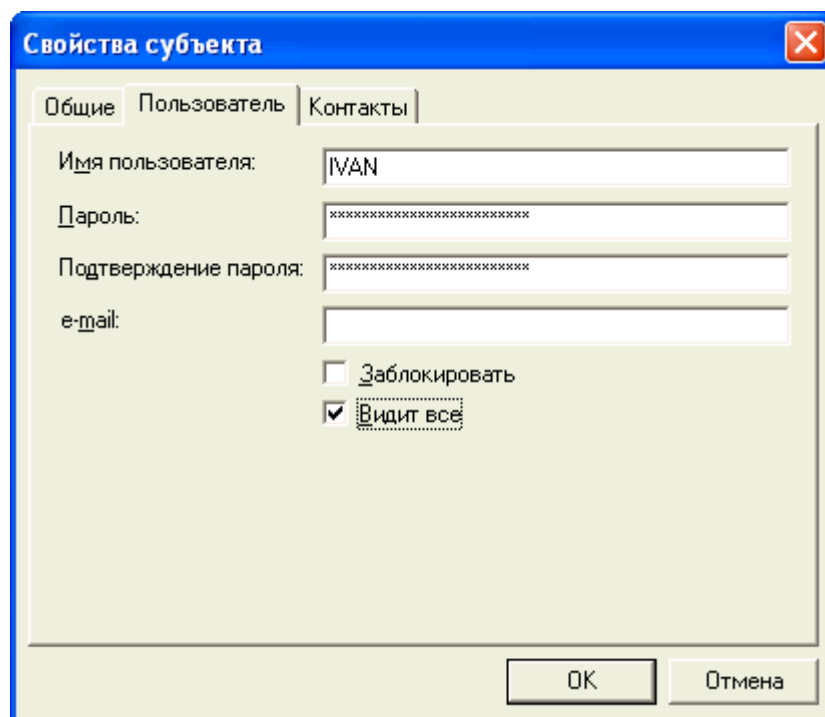 Свойства субъекта
Общие Пользователь Контакты
Имя пользователя: IVAN
Пароль: *************************
Подтверждение пароля: *************************
e-mail:
Заблокировать
Видит все
OK Отмена